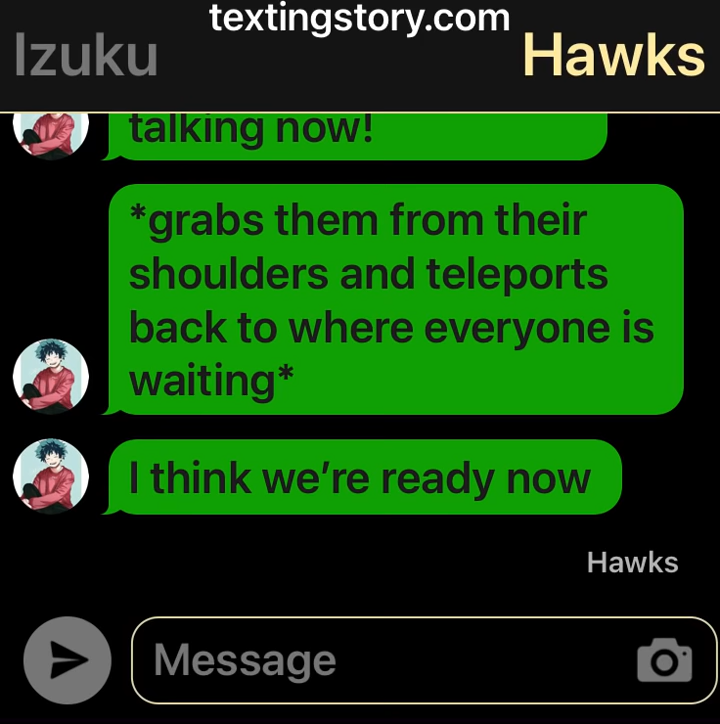 textingstory.com
Izuku
Hawks
talking now!
*grabs them from their
shoulders and teleports
back to where everyone is
waiting*
I think we’re ready now
Hawks
Message